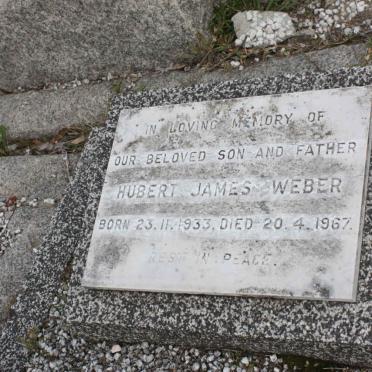 IN LOVING MEMORY OF
OUR BELOVED SON AND FATHER
HUBERT JAMES WEBER
BORN 23.11.1933, DIED 20.4.1967.
REST IN PEACE.